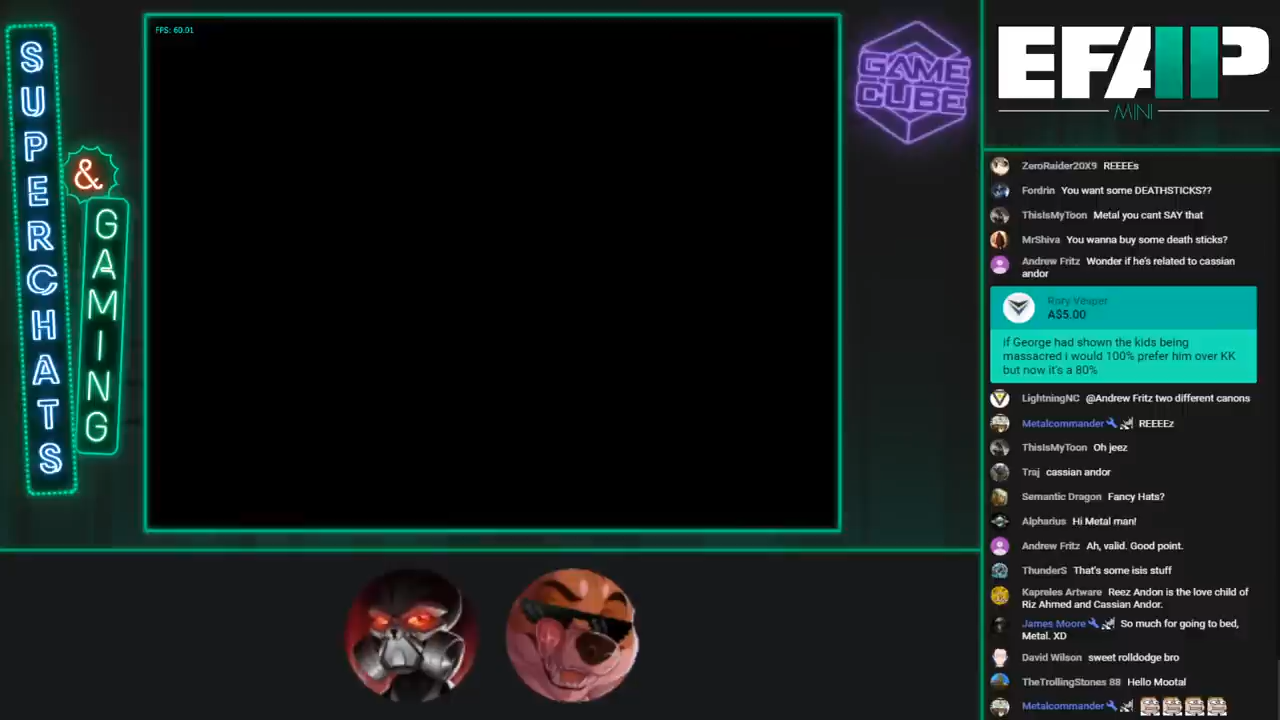 SUPERCHATS
&
GAMING
FPS: 60.01
GAME
CUBE
EFAP
MINI
ZeroRaider20X9 REEEEs
Fordrin You want some DEATHSTICKS??
ThisIsMyToon Metal you cant SAY that
MrShiva You wanna buy some death sticks?
Andrew Fritz Wonder if he's related to cassian
andor
Rory Vesper
A$5.00
if George had shown the kids being
massacred i would 100% prefer him over KK
but now it's a 80%
LightningNC @Andrew Fritz two different canons
Metalcommander REEEEz
ThisIsMyToon Oh jeez
Traj cassian andor
Semantic Dragon Fancy Hats?
Alpharius Hi Metal man!
Andrew Fritz Ah, valid. Good point.
ThunderS That's some isis stuff
Kapreles Artware Reez Andon is the love child of
Riz Ahmed and Cassian Andor.
James Moore So much for going to bed,
Metal. XD
David Wilson sweet rolldodge bro
TheTrollingStones 88 Hello Mootal
Metalcommander